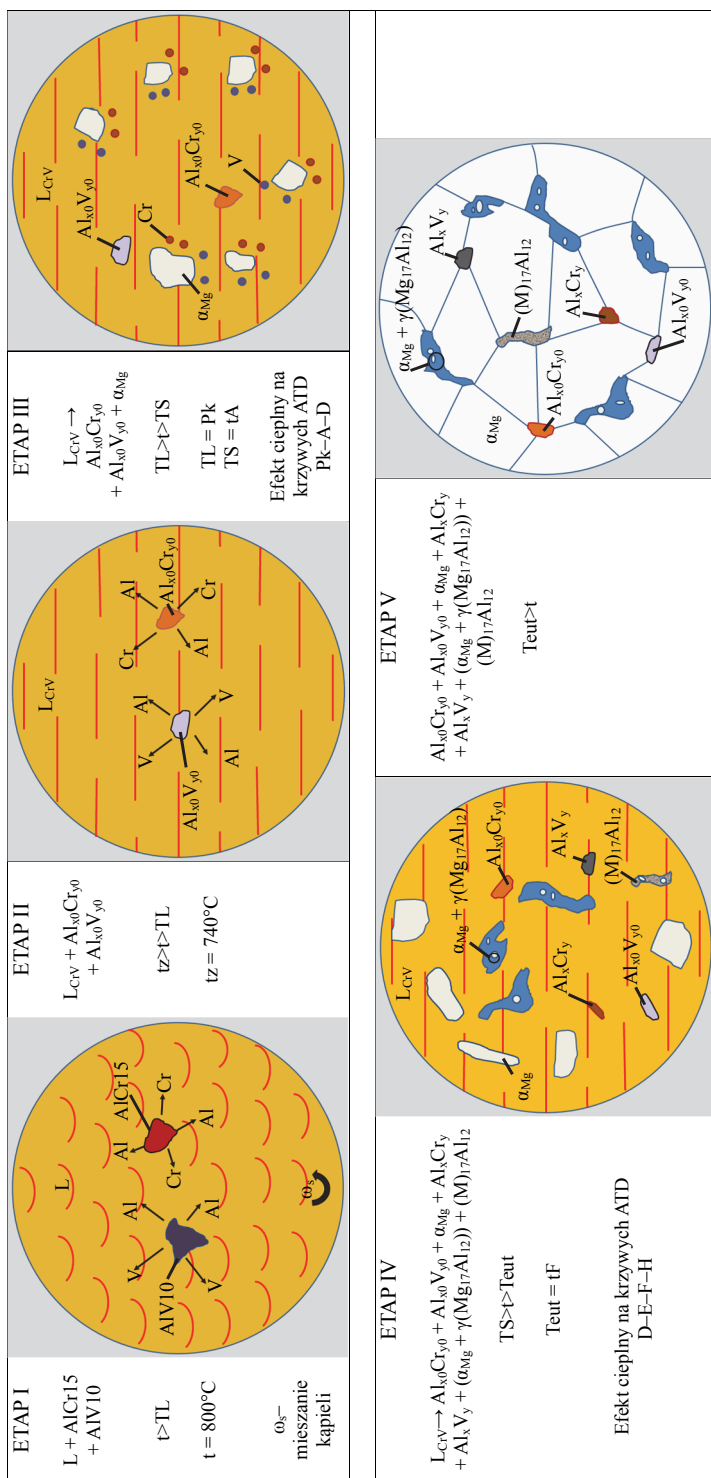 ETAP I
L + AlCr15
+ AlV10
t>TL
t = 800°C
ωs–
mieszanie
kąpieli
L
AlCr15
Al
Cr
Al
Cr
V
Al
Al
V
AlV10
ωs
ETAP II
LCrV + Alx0Cry0
+ Alx0Vy0
tz>t>TL
tz = 740°C
LCrV
Al
Alx0Cry0
Cr
Cr
Al
V
Al
V
Al
Alx0Vy0
ETAP III
LCrV →
Alx0Cry0
+ Alx0Vy0 + αMg
TL>t>TS
TL = Pk
TS = tA
Efekt cieplny na
krzywych ATD
Pk–A–D
LCrV
Alx0Vy0
Cr
αMg
Alx0Cry0
V
ETAP IV
LCrV→ Alx0Cry0 + Alx0Vy0 + αMg + AlxCry
+ AlxVy + (αMg + γ(Mg17Al12)) + (M)17Al12
TS>t>Teut
Teut = tF
Efekt cieplny na krzywych ATD
D–E–F–H
LCrV
αMg
αMg + γ(Mg17Al12)
Alx0Cry0
AlxVy
(M)17Al12
AlxCry
Alx0Vy0
ETAP V
Alx0Cry0 + Alx0Vy0 + αMg + AlxCry
+ AlxVy + (αMg + γ(Mg17Al12)) +
(M)17Al12
Teut>t
αMg + γ(Mg17Al12)
AlxVy
(M)17Al12
AlxCry
Alx0Cry0
Alx0Vy0
αMg